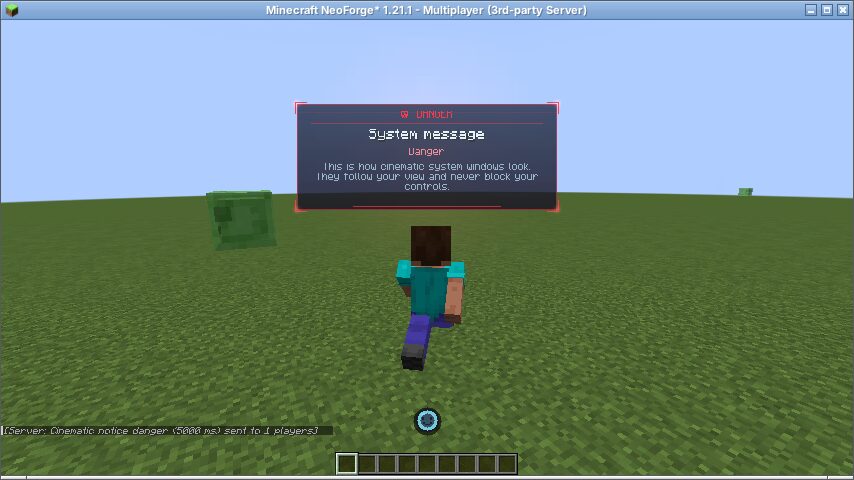 Minecraft NeoForge* 1.21.1 - Multiplayer (3rd-party Server)
DANGER
System message
Danger
This is how cinematic system windows look.
They follow your view and never block your
controls.
[Server: Cinematic notice danger (5000 ms) sent to 1 players]